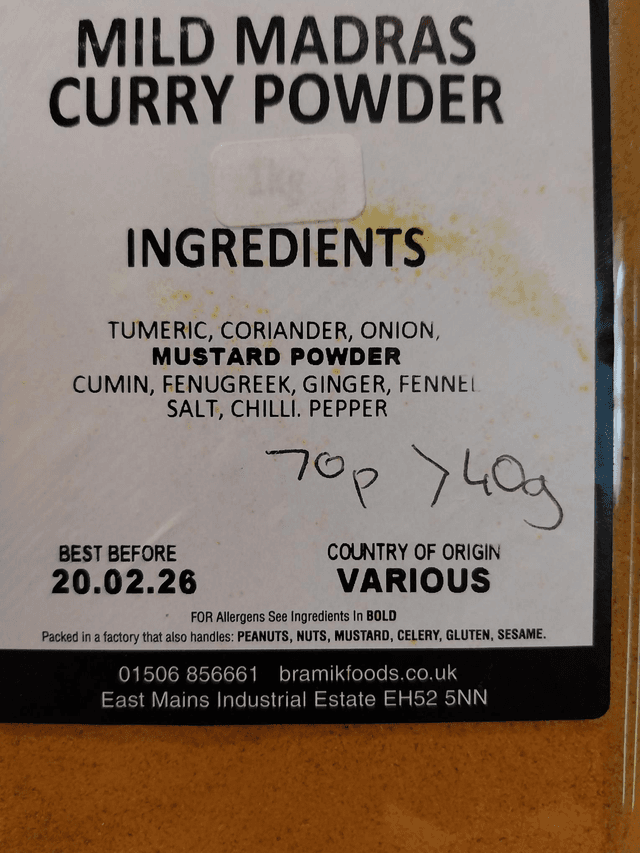 MILD MADRAS
CURRY POWDER
1kg
INGREDIENTS
TUMERIC, CORIANDER, ONION,
MUSTARD POWDER
CUMIN, FENUGREEK, GINGER, FENNEL
SALT, CHILLI. PEPPER
70p >40g
BEST BEFORE
20.02.26
COUNTRY OF ORIGIN
VARIOUS
FOR Allergens See Ingredients In BOLD
Packed in a factory that also handles: PEANUTS, NUTS, MUSTARD, CELERY, GLUTEN, SESAME.
01506 856661 bramikfoods.co.uk
East Mains Industrial Estate EH52 5NN